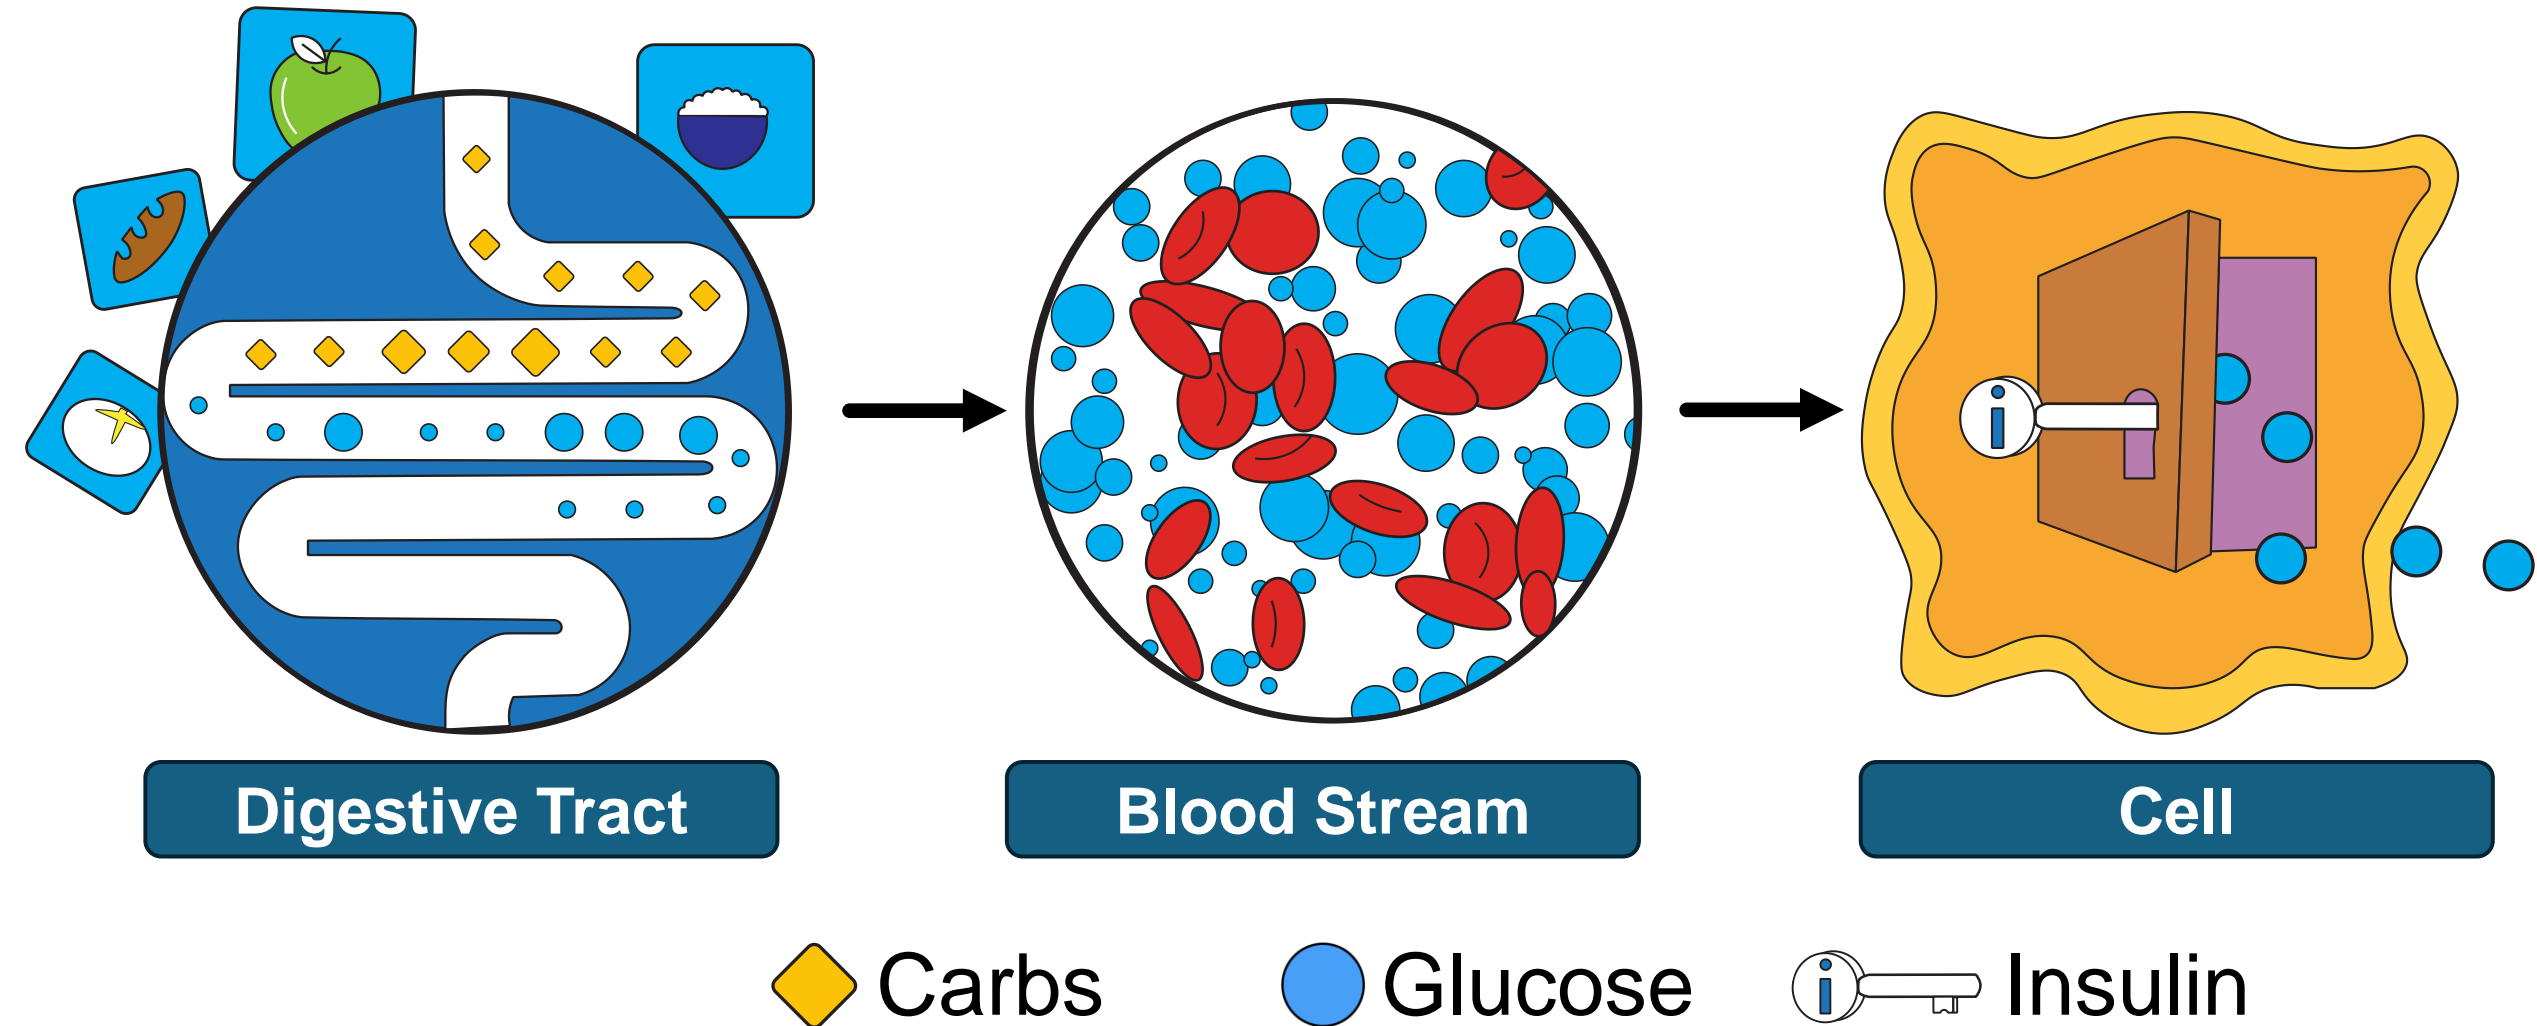 Digestive Tract
Blood Stream
Cell
Carbs
Glucose
Insulin